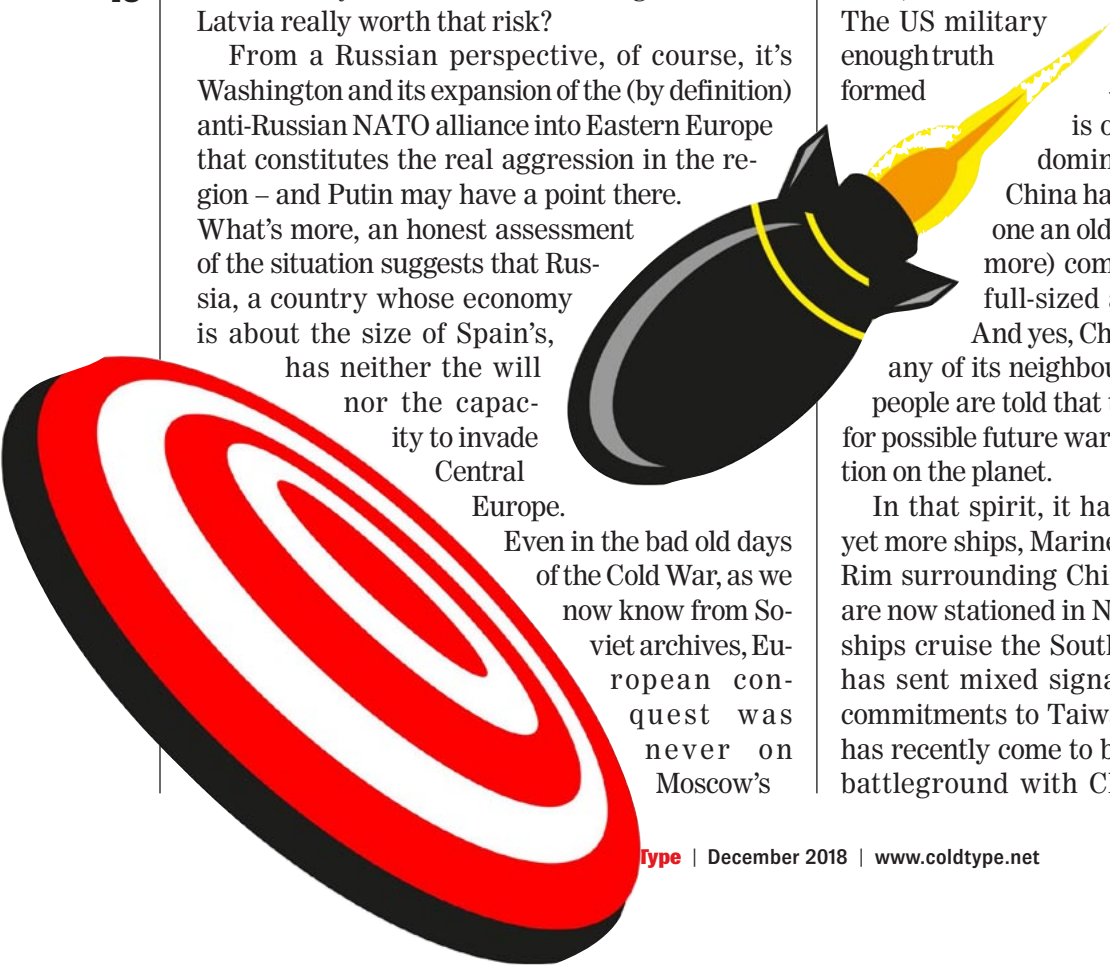 Latvia really worth that risk?
From a Russian perspective, of course, it's
Washington and its expansion of the (by definition)
anti-Russian NATO alliance into Eastern Europe
that constitutes the real aggression in the re-
gion – and Putin may have a point there.
What's more, an honest assessment
of the situation suggests that Rus-
sia, a country whose economy
is about the size of Spain's,
has neither the will
nor the capac-
ity to invade
Central
Europe.
Even in the bad old days
of the Cold War, as we
now know from So-
viet archives, Eu-
ropean con-
quest was
never on
Moscow's
The US military
enough truth
formed
is
domin
China ha
one an old
more) com
full-sized
And yes, Ch
any of its neighbou
people are told that
for possible future war
tion on the planet.
In that spirit, it ha
yet more ships, Marine
Rim surrounding Chi
are now stationed in N
ships cruise the South
has sent mixed signa
commitments to Taiw
has recently come to b
battleground with C
Type | December 2018 | www.coldtype.net